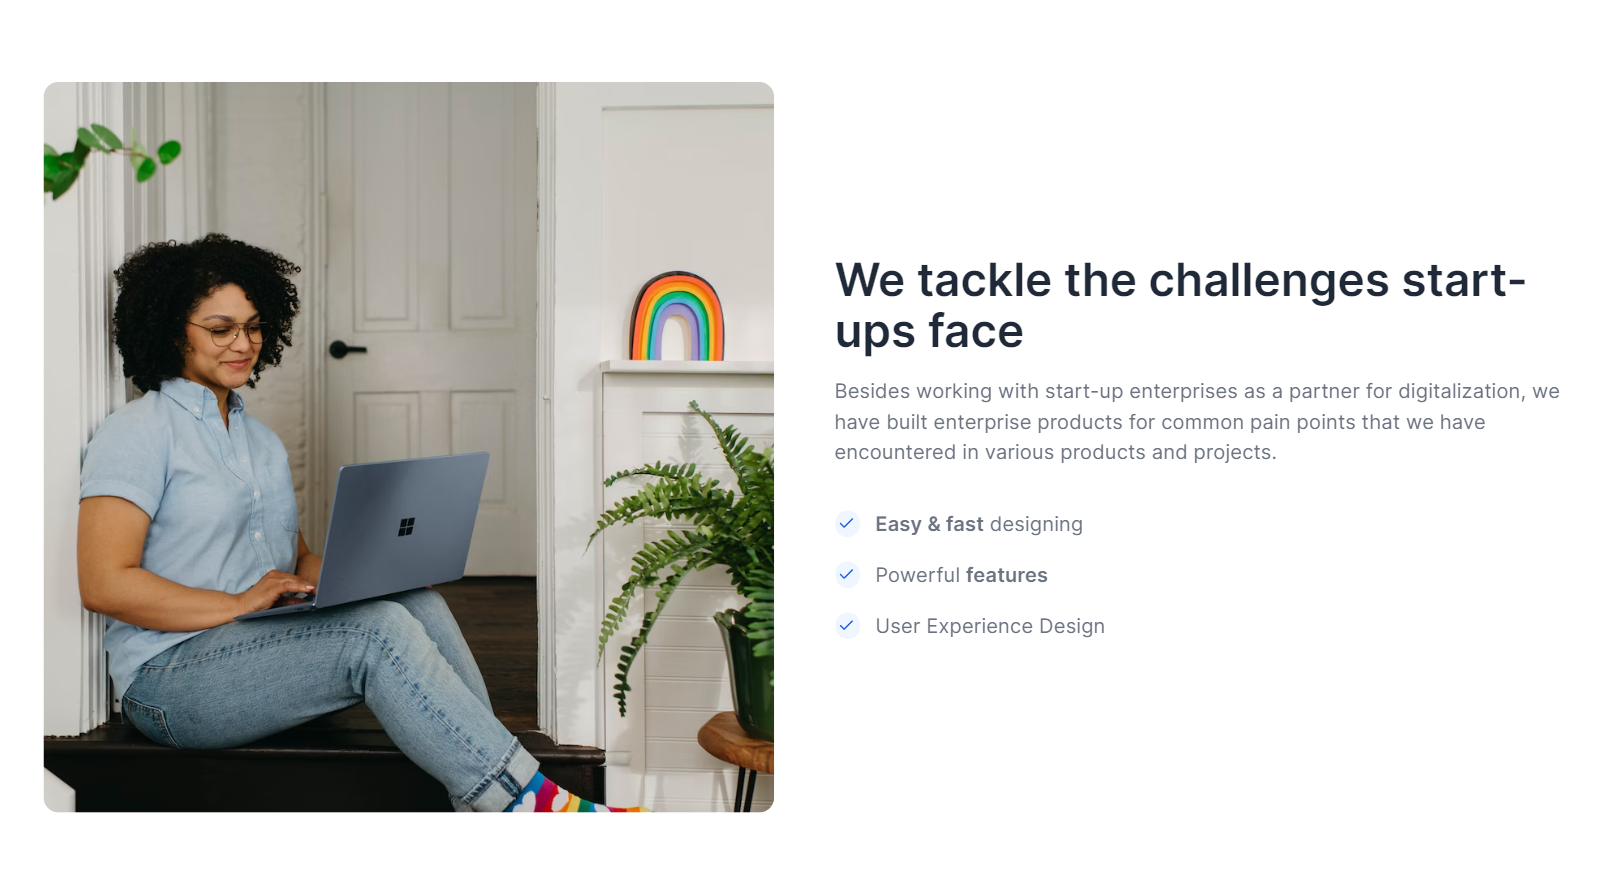 We tackle the challenges start-
ups face
Besides working with start-up enterprises as a partner for digitalization, we
have built enterprise products for common pain points that we have
encountered in various products and projects.
Easy & fast designing
Powerful features
User Experience Design